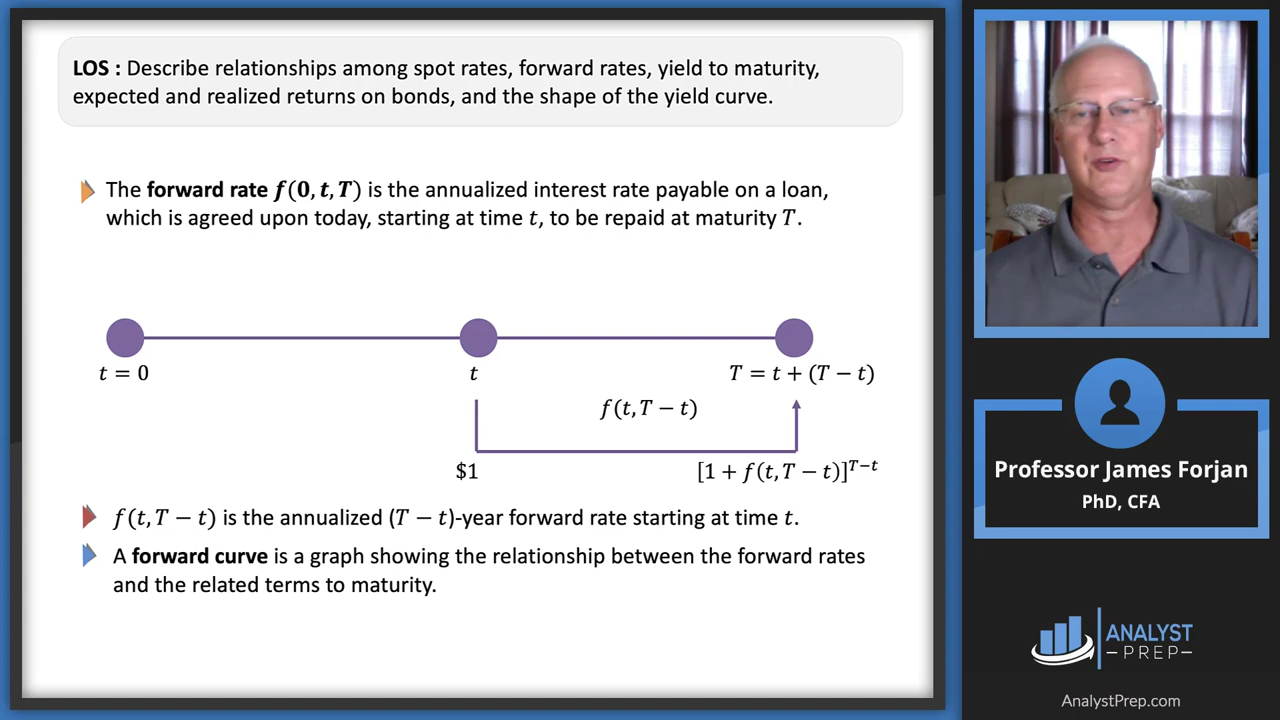 LOS : Describe relationships among spot rates, forward rates, yield to maturity,
expected and realized returns on bonds, and the shape of the yield curve.
The forward rate f(0, t, T) is the annualized interest rate payable on a loan,
which is agreed upon today, starting at time t, to be repaid at maturity T.
t = 0
t
T = t + (T − t)
f(t, T − t)
$1
[1 + f(t, T − t)]^{T−t}
f(t, T − t) is the annualized (T − t)-year forward rate starting at time t.
A forward curve is a graph showing the relationship between the forward rates
and the related terms to maturity.
Professor James Forjan
PhD, CFA
ANALYST
—PREP—
AnalystPrep.com